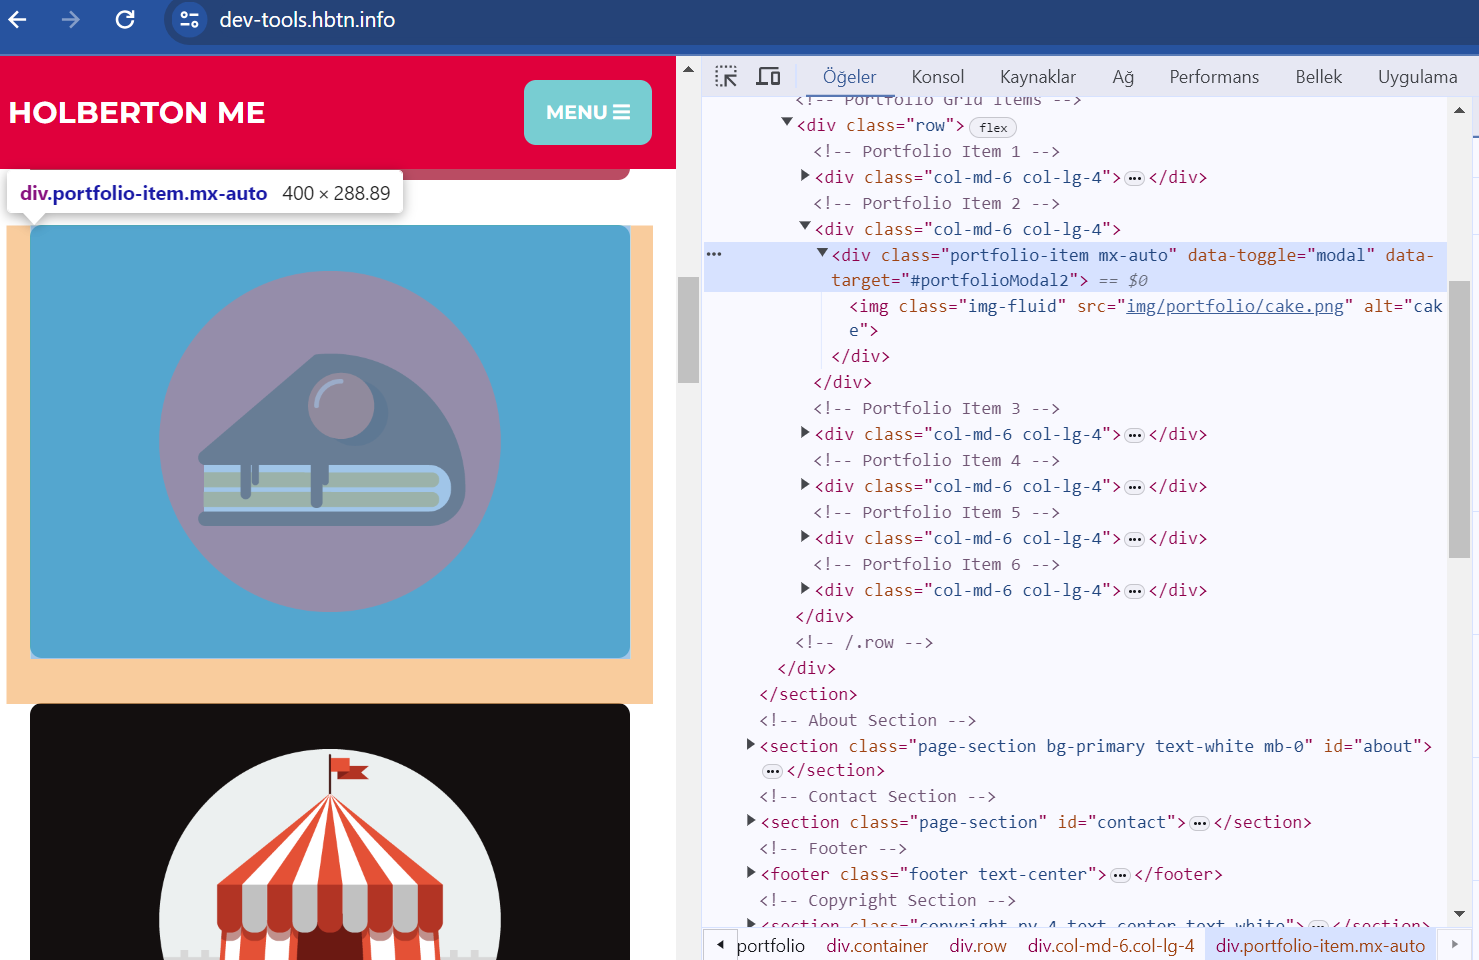 dev-tools.hbtn.info
HOLBERTON ME
MENU
div.portfolio-item.mx-auto 400 × 288.89
Öğeler Konsol Kaynaklar Ağ Performans Bellek Uygulama
<!-- Portfolio Grid Items -->
<div class="row"> flex
<!-- Portfolio Item 1 -->
<div class="col-md-6 col-lg-4"> ••• </div>
<!-- Portfolio Item 2 -->
<div class="col-md-6 col-lg-4">
••• <div class="portfolio-item mx-auto" data-toggle="modal" data-
target="#portfolioModal2"> == $0
<img class="img-fluid" src="img/portfolio/cake.png" alt="cak
e">
</div>
</div>
<!-- Portfolio Item 3 -->
<div class="col-md-6 col-lg-4"> ••• </div>
<!-- Portfolio Item 4 -->
<div class="col-md-6 col-lg-4"> ••• </div>
<!-- Portfolio Item 5 -->
<div class="col-md-6 col-lg-4"> ••• </div>
<!-- Portfolio Item 6 -->
<div class="col-md-6 col-lg-4"> ••• </div>
</div>
<!-- /.row -->
</div>
</section>
<!-- About Section -->
<section class="page-section bg-primary text-white mb-0" id="about">
••• </section>
<!-- Contact Section -->
<section class="page-section" id="contact"> ••• </section>
<!-- Footer -->
<footer class="footer text-center"> ••• </footer>
<!-- Copyright Section -->
<section class="copyright py-4 text-center text-white"> ••• </section>
portfolio div.container div.row div.col-md-6.col-lg-4 div.portfolio-item.mx-auto